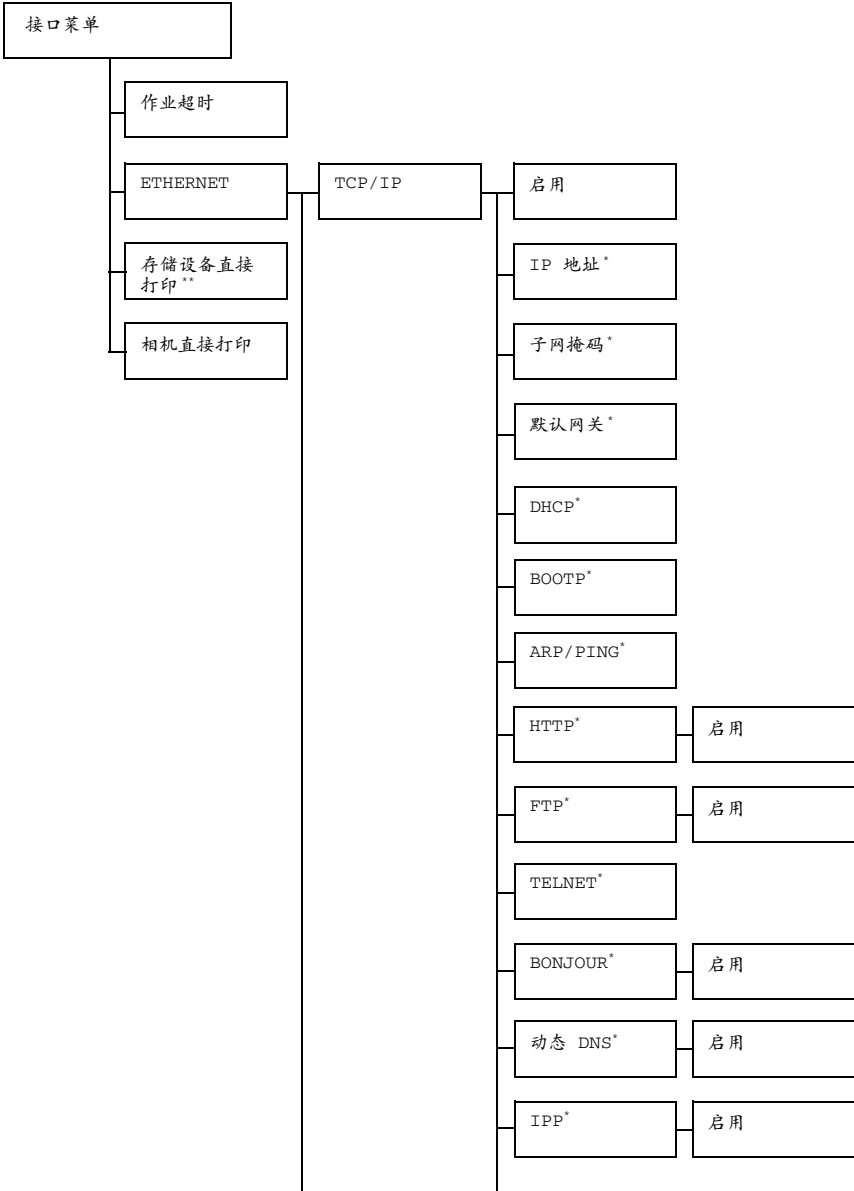 接口菜单
作业超时
ETHERNET
TCP/IP
启用
存储设备直接
打印**
IP 地址*
相机直接打印
子网掩码*
默认网关*
DHCP*
BOOTP*
ARP/PING*
HTTP*
启用
FTP*
启用
TELNET*
BONJOUR*
启用
动态 DNS*
启用
IPP*
启用